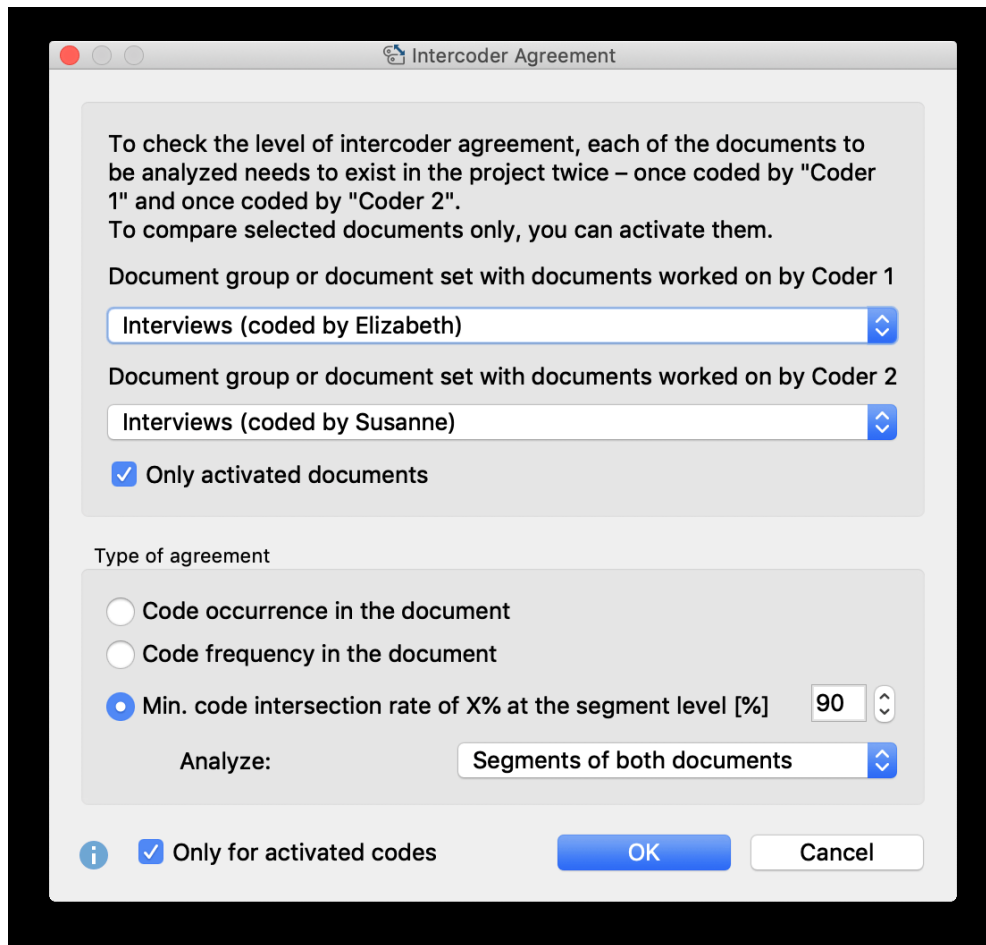 Intercoder Agreement
To check the level of intercoder agreement, each of the documents to
be analyzed needs to exist in the project twice – once coded by "Coder
1" and once coded by "Coder 2".
To compare selected documents only, you can activate them.
Document group or document set with documents worked on by Coder 1
Interviews (coded by Elizabeth)
Document group or document set with documents worked on by Coder 2
Interviews (coded by Susanne)
Only activated documents
Type of agreement
Code occurrence in the document
Code frequency in the document
Min. code intersection rate of X% at the segment level [%] 90
Analyze: Segments of both documents
Only for activated codes OK Cancel